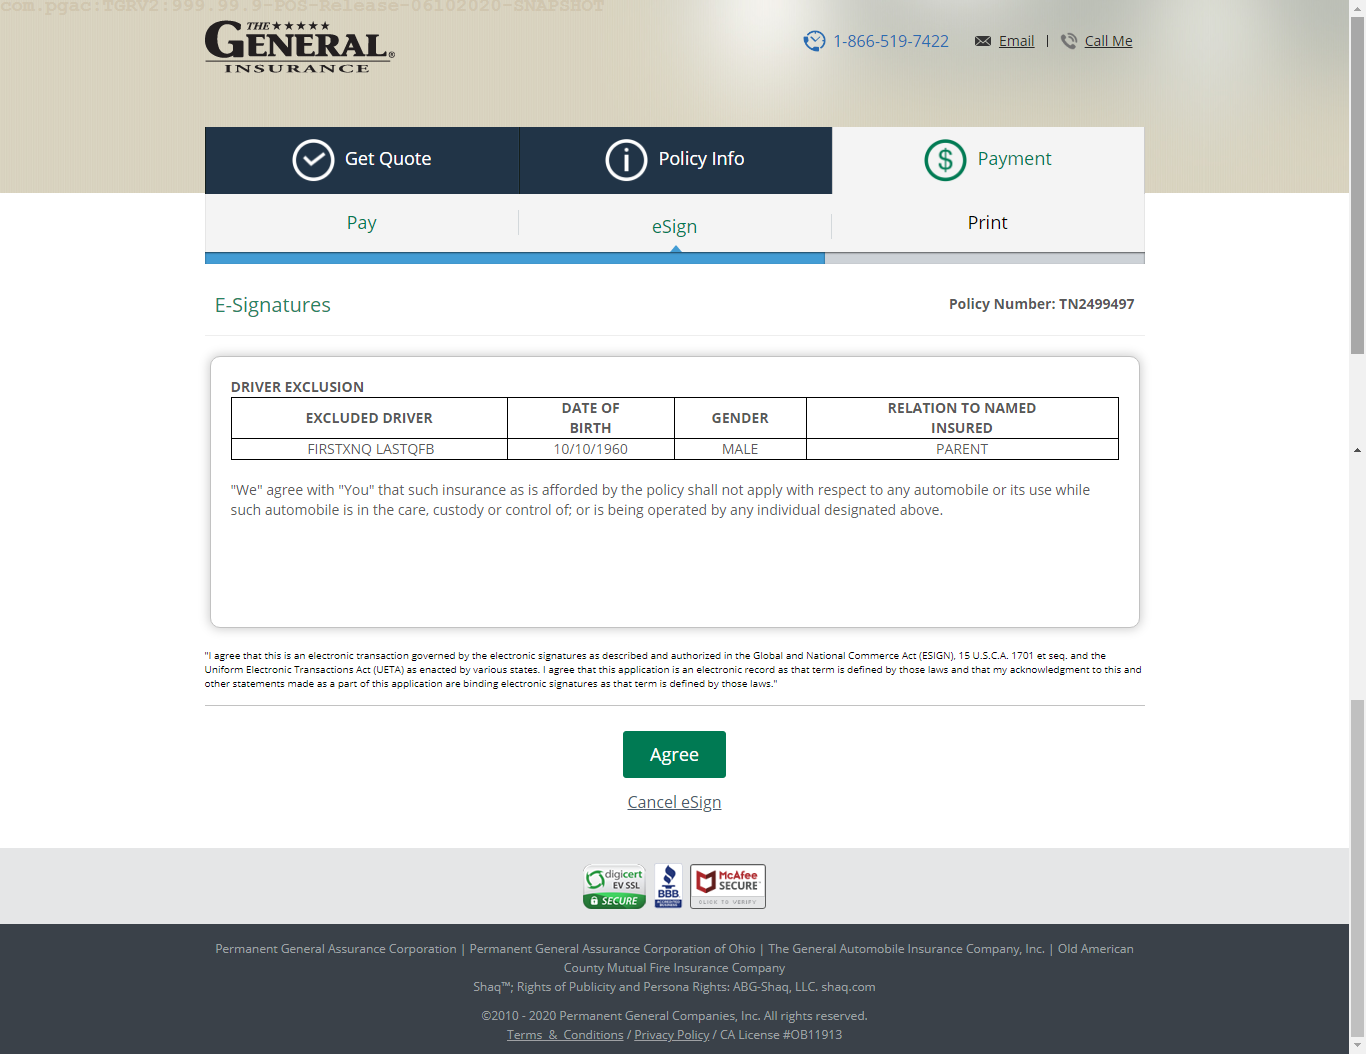 com.pgac:TGRV2:999.99.9-POS-Release-06102020-SNAPSHOT
THE ★★★★★
GENERAL®
INSURANCE
1-866-519-7422 Email | Call Me
Get Quote Policy Info $ Payment
Pay eSign Print
E-Signatures Policy Number: TN2499497
DRIVER EXCLUSION
EXCLUDED DRIVER DATE OF BIRTH GENDER RELATION TO NAMED INSURED
FIRSTXNQ LASTQFB 10/10/1960 MALE PARENT
"We" agree with "You" that such insurance as is afforded by the policy shall not apply with respect to any automobile or its use while
such automobile is in the care, custody or control of; or is being operated by any individual designated above.
"I agree that this is an electronic transaction governed by the electronic signatures as described and authorized in the Global and National Commerce Act (ESIGN), 15 U.S.C.A. 1701 et seq. and the
Uniform Electronic Transactions Act (UETA) as enacted by various states. I agree that this application is an electronic record as that term is defined by those laws and that my acknowledgment to this and
other statements made as a part of this application are binding electronic signatures as that term is defined by those laws."
Agree
Cancel eSign
digicert
EV SSL
SECURE
BBB
ACCREDITED
BUSINESS
McAfee
SECURE™
CLICK TO VERIFY
Permanent General Assurance Corporation | Permanent General Assurance Corporation of Ohio | The General Automobile Insurance Company, Inc. | Old American
County Mutual Fire Insurance Company
Shaq™; Rights of Publicity and Persona Rights: ABG-Shaq, LLC. shaq.com
©2010 - 2020 Permanent General Companies, Inc. All rights reserved.
Terms & Conditions / Privacy Policy / CA License #OB11913